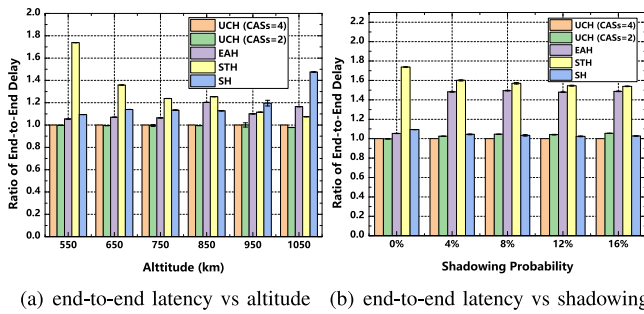 2.0
1.8
1.6
1.4
1.2
1.0
0.8
0.6
0.4
0.2
0.0
Ratio of End-to-End Delay
UCH (CASs=4)
UCH (CASs=2)
EAH
STH
SH
550
650
750
850
950
1050
Alttitude (km)
2.2
2.0
1.8
1.6
1.4
1.2
1.0
0.8
0.6
0.4
0.2
0.0
Ratio of End-to-End Delay
UCH (CASs=4)
UCH (CASs=2)
EAH
STH
SH
0%
4%
8%
12%
16%
Shadowing Probability
(a) end-to-end latency vs altitude
(b) end-to-end latency vs shadowing